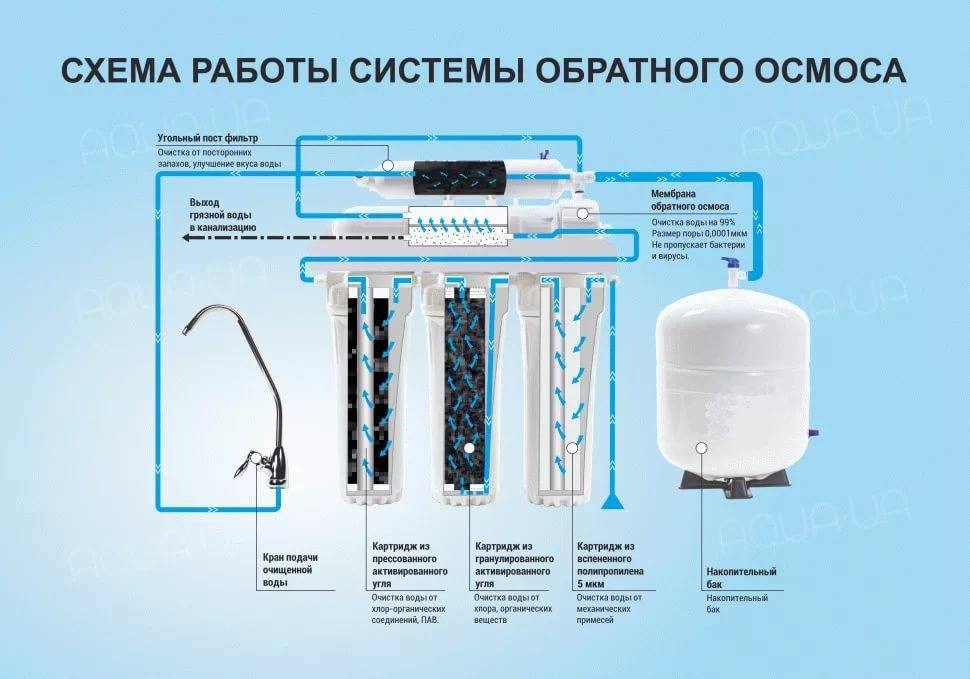 СХЕМА РАБОТЫ СИСТЕМЫ ОБРАТНОГО ОСМОСА
AQUA-UA
AQUA-UA
Угольный пост фильтр
Очистка от посторонних
запахов, улучшение вкуса воды
Выход
грязной воды
в канализацию
Мембрана
обратного осмоса
Очистка воды на 99%
Размер поры 0,0001мкм
Не пропускает бактерии
и вирусы.
Кран подачи
очищенной
воды
Картридж из
прессованного
активированного
угля
Очистка воды от
хлор-органических
соединений, ПАВ.
Картридж из
гранулированного
активированного
угля
Очистка воды от
хлора, органических
веществ
Картридж из
вспененного
полипропилена
5 мкм
Очистка воды от
механических
примесей
Накопительный
бак
Накопительный
бак
AQUA-UA